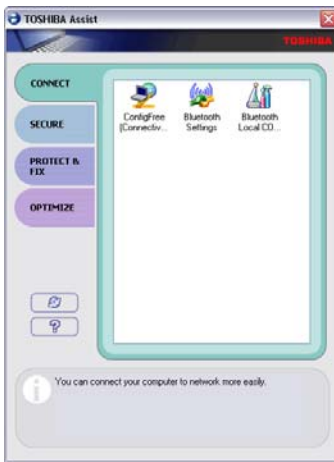 TOSHIBA Assist
TOSHIBA
CONNECT
SECURE
PROTECT &
FIX
OPTIMIZE
ConfigFree
(Connectiv...
Bluetooth
Settings
Bluetooth
Local CO...
?
i
You can connect your computer to network more easily.